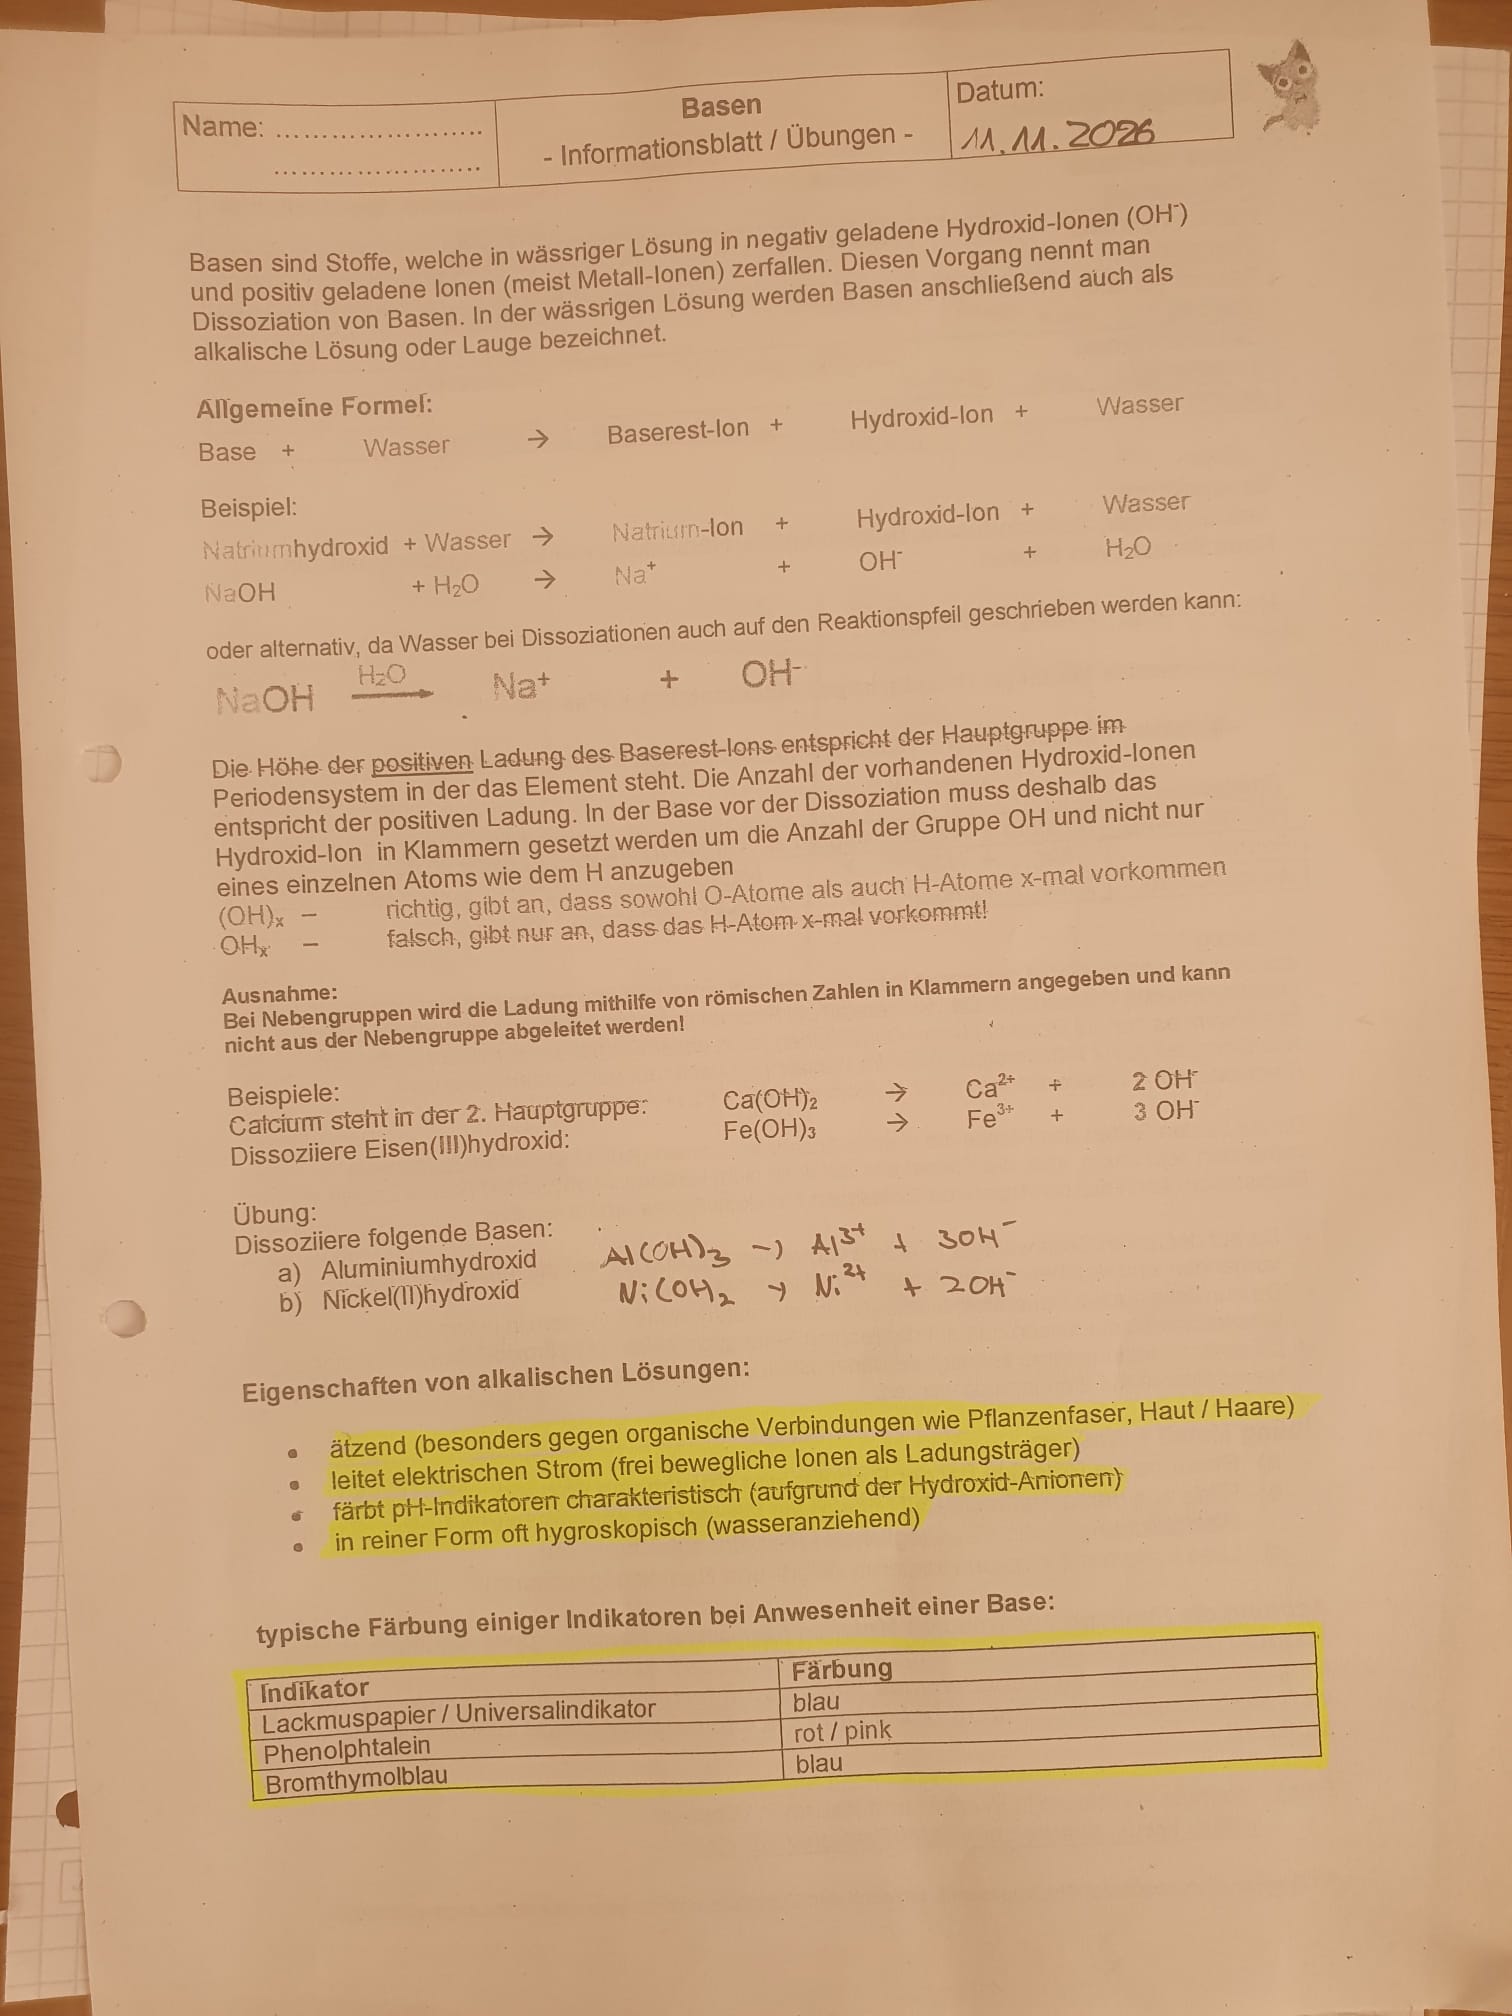 Name: ........................
........................
Basen
- Informationsblatt / Übungen -
Datum:
11.11.2026
Basen sind Stoffe, welche in wässriger Lösung in negativ geladene Hydroxid-Ionen (OH⁻)
und positiv geladene Ionen (meist Metall-Ionen) zerfallen. Diesen Vorgang nennt man
Dissoziation von Basen. In der wässrigen Lösung werden Basen anschließend auch als
alkalische Lösung oder Lauge bezeichnet.
Allgemeine Formel:
Base + Wasser → Baserest-Ion + Hydroxid-Ion + Wasser
Beispiel:
Natriumhydroxid + Wasser → Natrium-Ion + Hydroxid-Ion + Wasser
NaOH + H₂O → Na⁺ + OH⁻ + H₂O
oder alternativ, da Wasser bei Dissoziationen auch auf den Reaktionspfeil geschrieben werden kann:
H₂O
NaOH → Na⁺ + OH⁻
Die Höhe der positiven Ladung des Baserest-Ions entspricht der Hauptgruppe im
Periodensystem in der das Element steht. Die Anzahl der vorhandenen Hydroxid-Ionen
entspricht der positiven Ladung. In der Base vor der Dissoziation muss deshalb das
Hydroxid-Ion in Klammern gesetzt werden um die Anzahl der Gruppe OH und nicht nur
eines einzelnen Atoms wie dem H anzugeben
(OH)ₓ – richtig, gibt an, dass sowohl O-Atome als auch H-Atome x-mal vorkommen
OHₓ – falsch, gibt nur an, dass das H-Atom x-mal vorkommt!
Ausnahme:
Bei Nebengruppen wird die Ladung mithilfe von römischen Zahlen in Klammern angegeben und kann
nicht aus der Nebengruppe abgeleitet werden!
Beispiele:
Calcium steht in der 2. Hauptgruppe: Ca(OH)₂ → Ca²⁺ + 2 OH⁻
Dissoziiere Eisen(III)hydroxid: Fe(OH)₃ → Fe³⁺ + 3 OH⁻
Übung:
Dissoziiere folgende Basen:
a) Aluminiumhydroxid Al(OH)₃ → Al³⁺ + 3OH⁻
b) Nickel(II)hydroxid Ni(OH₂ → Ni²⁺ + 2OH⁻
Eigenschaften von alkalischen Lösungen:
• ätzend (besonders gegen organische Verbindungen wie Pflanzenfaser, Haut / Haare)
• leitet elektrischen Strom (frei bewegliche Ionen als Ladungsträger)
• färbt pH-Indikatoren charakteristisch (aufgrund der Hydroxid-Anionen)
• in reiner Form oft hygroskopisch (wasseranziehend)
typische Färbung einiger Indikatoren bei Anwesenheit einer Base:
Indikator Färbung
Lackmuspapier / Universalindikator blau
Phenolphtalein rot / pink
Bromthymolblau blau